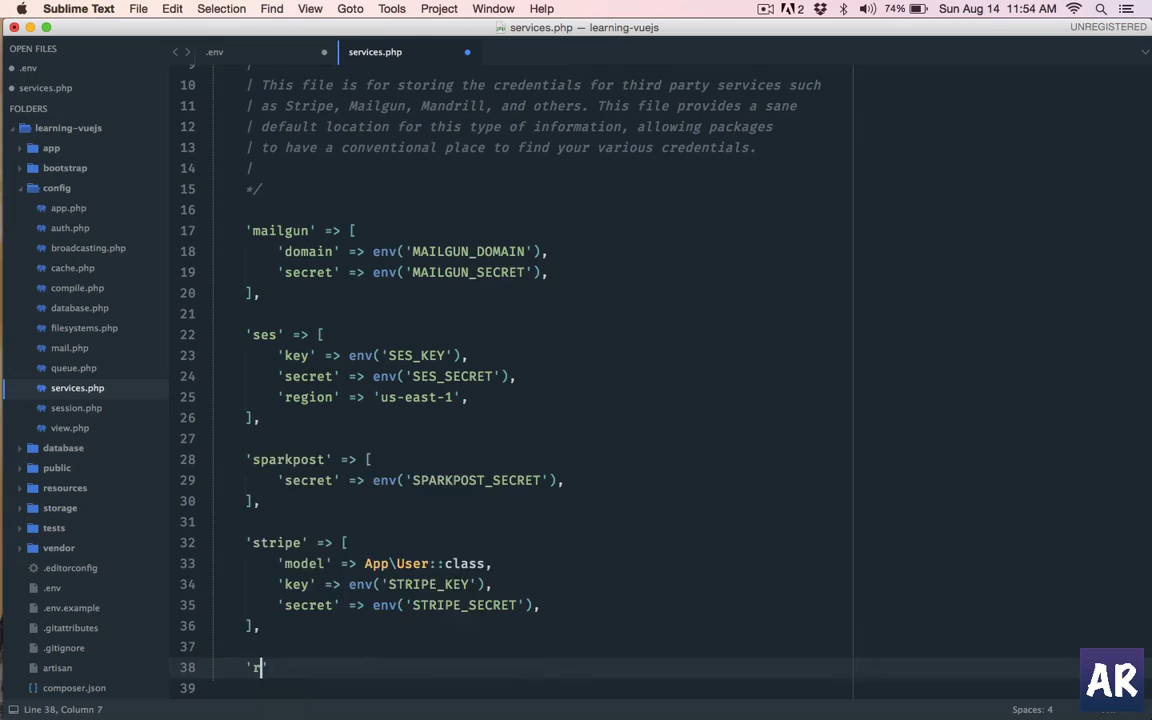 Sublime Text File Edit Selection Find View Goto Tools Project Window Help 2 74% Sun Aug 14 11:54 AM
services.php — learning-vuejs UNREGISTERED
OPEN FILES
.env
services.php
FOLDERS
learning-vuejs
app
bootstrap
config
app.php
auth.php
broadcasting.php
cache.php
compile.php
database.php
filesystems.php
mail.php
queue.php
services.php
session.php
view.php
database
public
resources
storage
tests
vendor
.editorconfig
.env
.env.example
.gitattributes
.gitignore
artisan
composer.json
.env services.php
9 |
10 | This file is for storing the credentials for third party services such
11 | as Stripe, Mailgun, Mandrill, and others. This file provides a sane
12 | default location for this type of information, allowing packages
13 | to have a conventional place to find your various credentials.
14 |
15 */
16
17 'mailgun' => [
18 'domain' => env('MAILGUN_DOMAIN'),
19 'secret' => env('MAILGUN_SECRET'),
20 ],
21
22 'ses' => [
23 'key' => env('SES_KEY'),
24 'secret' => env('SES_SECRET'),
25 'region' => 'us-east-1',
26 ],
27
28 'sparkpost' => [
29 'secret' => env('SPARKPOST_SECRET'),
30 ],
31
32 'stripe' => [
33 'model' => App\User::class,
34 'key' => env('STRIPE_KEY'),
35 'secret' => env('STRIPE_SECRET'),
36 ],
37
38 'r'
39
Line 38, Column 7 Spaces: 4
AR